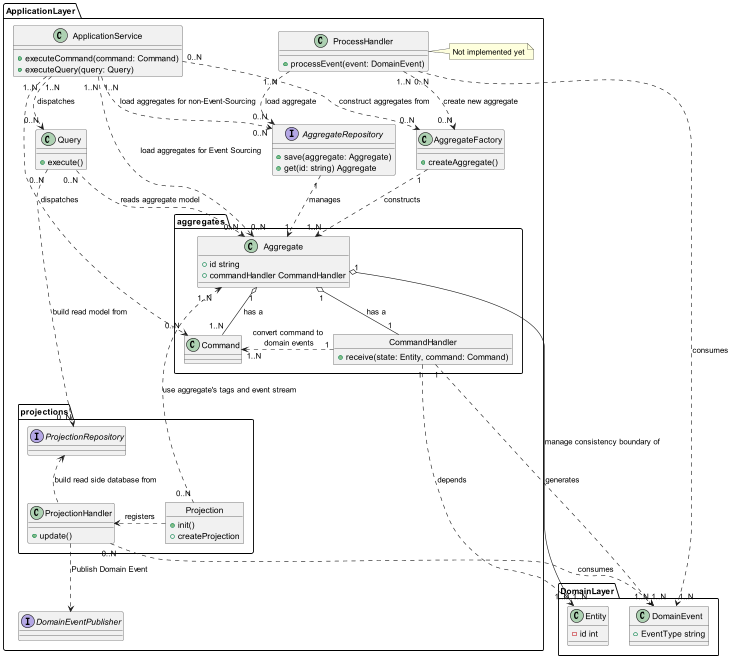 ApplicationLayer
C ApplicationService
executeCommand(command: Command)
executeQuery(query: Query)
C ProcessHandler
processEvent(event: DomainEvent)
Not implemented yet
0..N
1..N 1..N
1..N 1..N
1..N
1..N 0..N
dispatches
load aggregates for non-Event-Sourcing
load aggregate
construct aggregates from
create new aggregate
0..N
0..N
0..N
0..N
0..N
C Query
execute()
I AggregateRepository
save(aggregate: Aggregate)
get(id: string) Aggregate
C AggregateFactory
createAggregate()
load aggregates for Event Sourcing
0..N
0..N
1
1
dispatches
reads aggregate model
manages
constructs
aggregates
0..N
0..N
1
1..N
C Aggregate
id string
commandHandler CommandHandler
1
1..N
1
1
build read model from
has a
has a
0..N
1..N
1
C Command
convert command to
domain events
1..N
1
CommandHandler
receive(state: Entity, command: Command)
1
1
consumes
use aggregate's tags and event stream
projections
I ProjectionRepository
manage consistency boundary of
build read side database from
depends
generates
0..N
C ProjectionHandler
update()
registers
Projection
init()
createProjection
0..N
Publish Domain Event
consumes
DomainLayer
I DomainEventPublisher
C Entity
id int
C DomainEvent
EventType string